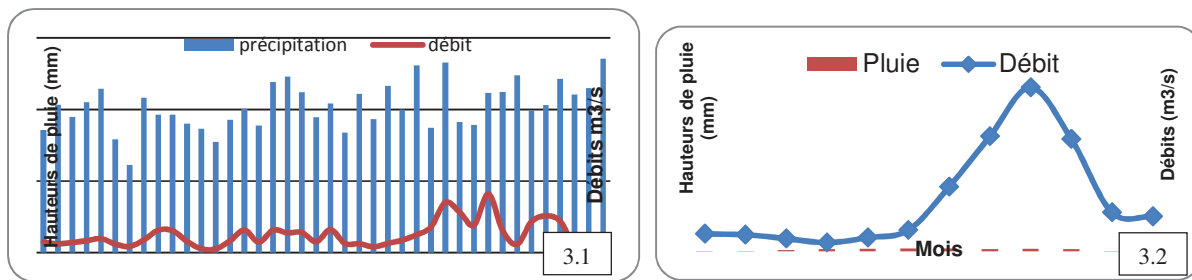 précipitation débit
Hauteurs de pluie (mm)
Débits m3/s
3.1
Pluie Débit
Hauteurs de pluie
(mm)
Débits (m3/s)
Mois
3.2